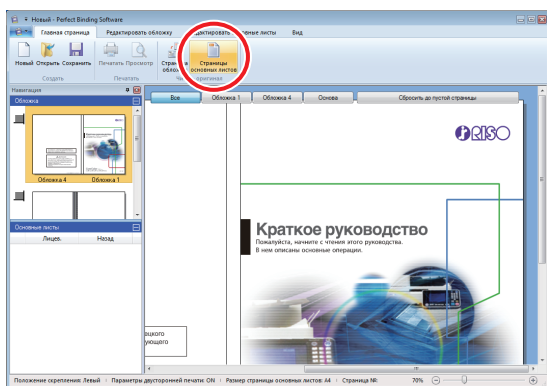 Новый - Perfect Binding Software
Главная страница Редактировать обложку Редактировать основные листы Вид
Новый Открыть Сохранить Печатать Просмотр Страницы Страницы
основных листов
Создать Печатать оригинал
Навигация
Обложка
Все Обложка 1 Обложка 4 Основа Сбросить до пустой страницы
Обложка 4 Обложка 1
Основные листы
Лицев. Назад
RISO
Краткое руководство
Пожалуйста, начните с чтения этого руководства.
В нем описаны основные операции.
Положение скрепления: Левый Параметры двусторонней печати: ON Размер страницы основных листов: A4 Страница №: 70%